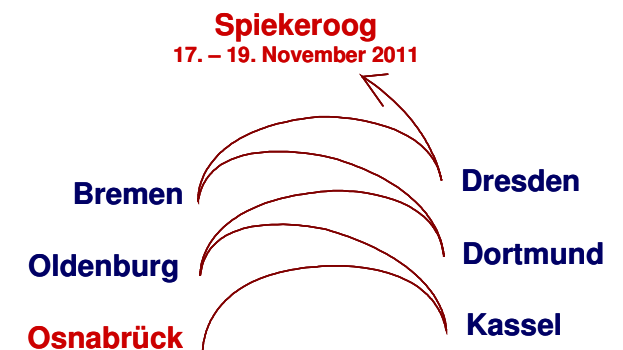 Spiekeroog
17. – 19. November 2011
Bremen
Dresden
Oldenburg
Dortmund
Osnabrück
Kassel